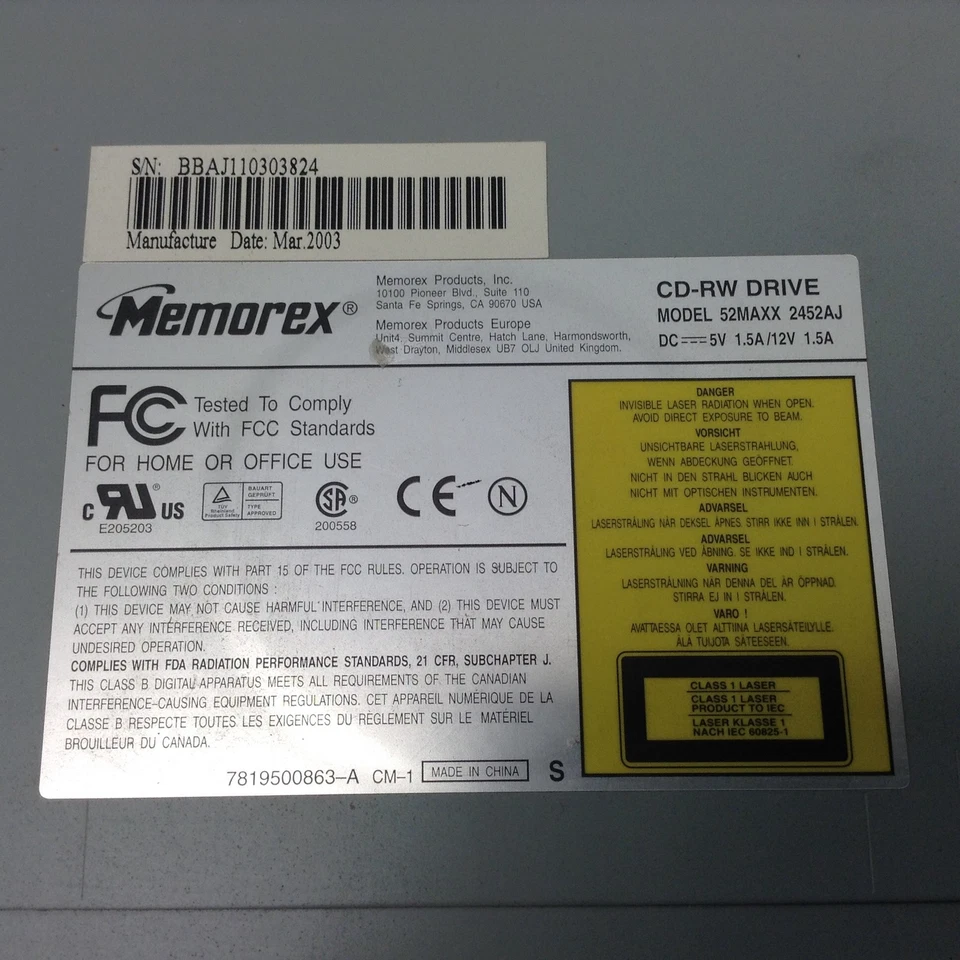 S/N: BBAJ110303824
Manufacture Date: Mar.2003
Memorex®
Memorex Products, Inc.
10100 Pioneer Blvd., Suite 110
Santa Fe Springs, CA 90670 USA
Memorex Products Europe
Unit4, Summit Centre, Hatch Lane, Harmondsworth,
West Drayton, Middlesex UB7 OLJ United Kingdom.
CD-RW DRIVE
MODEL 52MAXX 2452AJ
DC⎓5V 1.5A/12V 1.5A
FC Tested To Comply
With FCC Standards
FOR HOME OR OFFICE USE
C RU ® US
E205203
TÜV
Rheinland
Product Safety
BAUART
GEPRÜFT
TYPE
APPROVED
SA ®
200558
CE
N
THIS DEVICE COMPLIES WITH PART 15 OF THE FCC RULES. OPERATION IS SUBJECT TO
THE FOLLOWING TWO CONDITIONS :
(1) THIS DEVICE MAY NOT CAUSE HARMFUL INTERFERENCE, AND (2) THIS DEVICE MUST
ACCEPT ANY INTERFERENCE RECEIVED, INCLUDING INTERFERENCE THAT MAY CAUSE
UNDESIRED OPERATION.
COMPLIES WITH FDA RADIATION PERFORMANCE STANDARDS, 21 CFR, SUBCHAPTER J.
THIS CLASS B DIGITAL APPARATUS MEETS ALL REQUIREMENTS OF THE CANADIAN
INTERFERENCE-CAUSING EQUIPMENT REGULATIONS. CET APPAREIL NUMÉRIQUE DE LA
CLASSE B RESPECTE TOUTES LES EXIGENCES DU RÈGLEMENT SUR LE MATÉRIEL
BROUILLEUR DU CANADA.
7819500863-A CM-1 MADE IN CHINA S
DANGER
INVISIBLE LASER RADIATION WHEN OPEN.
AVOID DIRECT EXPOSURE TO BEAM.
VORSICHT
UNSICHTBARE LASERSTRAHLUNG,
WENN ABDECKUNG GEÖFFNET.
NICHT IN DEN STRAHL BLICKEN AUCH
NICHT MIT OPTISCHEN INSTRUMENTEN.
ADVARSEL
LASERSTRÅLING NÅR DEKSEL ÅPNES STIRR IKKE INN I STRÅLEN.
ADVARSEL
LASERSTRÅLING VED ÅBNING. SE IKKE IND I STRÅLEN.
VARNING
LASERSTRÅLNING NÄR DENNA DEL ÄR ÖPPNAD.
STIRRA EJ IN I STRÅLEN.
VARO !
AVATTAESSA OLET ALTTIINA LASERSÄTEILYLLE.
ÄLÄ TUIJOTA SÄTEESEEN.
CLASS 1 LASER
CLASS 1 LASER
PRODUCT TO IEC
LASER KLASSE 1
NACH IEC 60825-1